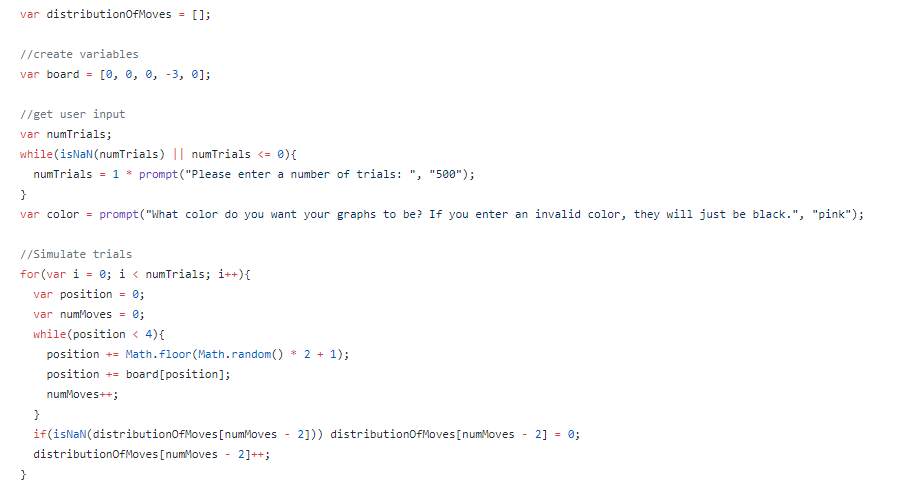 var distributionOfMoves = [];

//create variables
var board = [0, 0, 0, -3, 0];

//get user input
var numTrials;
while(isNaN(numTrials) || numTrials <= 0){
  numTrials = 1 * prompt("Please enter a number of trials: ", "500");
}
var color = prompt("What color do you want your graphs to be? If you enter an invalid color, they will just be black.", "pink");

//Simulate trials
for(var i = 0; i < numTrials; i++){
  var position = 0;
  var numMoves = 0;
  while(position < 4){
    position += Math.floor(Math.random() * 2 + 1);
    position += board[position];
    numMoves++;
  }
  if(isNaN(distributionOfMoves[numMoves - 2])) distributionOfMoves[numMoves - 2] = 0;
  distributionOfMoves[numMoves - 2]++;
}